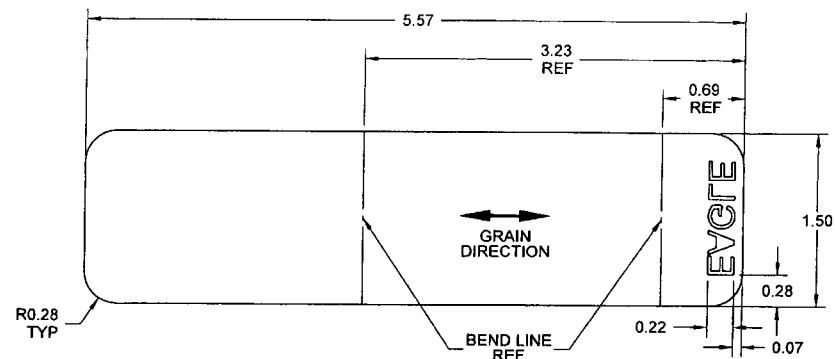 5.57
3.23
REF
0.69
REF
EAGLE
GRAIN
DIRECTION
1.50
R0.28
TYP
BEND LINE
REF
0.22
0.28
0.07